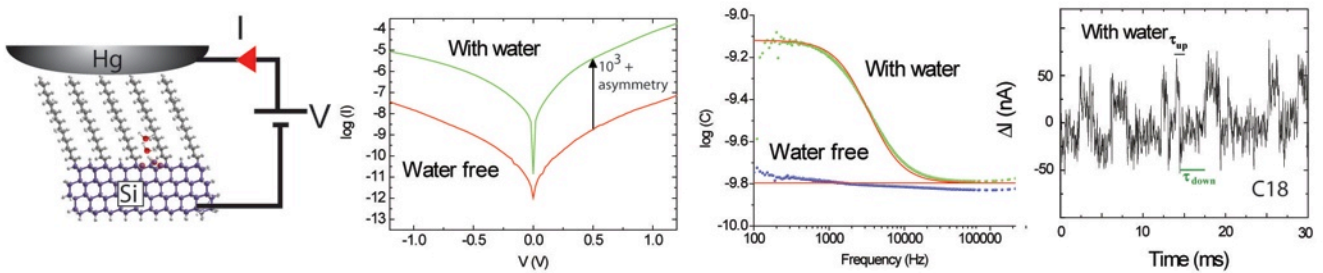 Hg
I
V
Si
log (I)
-4
-5
-6
-7
-8
-9
-10
-11
-12
-13
With water
10³ +
asymmetry
Water free
-1.0
-0.5
0.0
0.5
1.0
V (V)
log (C)
-9.0
-9.2
-9.4
-9.6
-9.8
-10.0
With water
Water free
100
1000
10000
100000
Frequency (Hz)
ΔI (nA)
50
0
-50
With water
τup
τdown
C18
0
10
20
30
Time (ms)